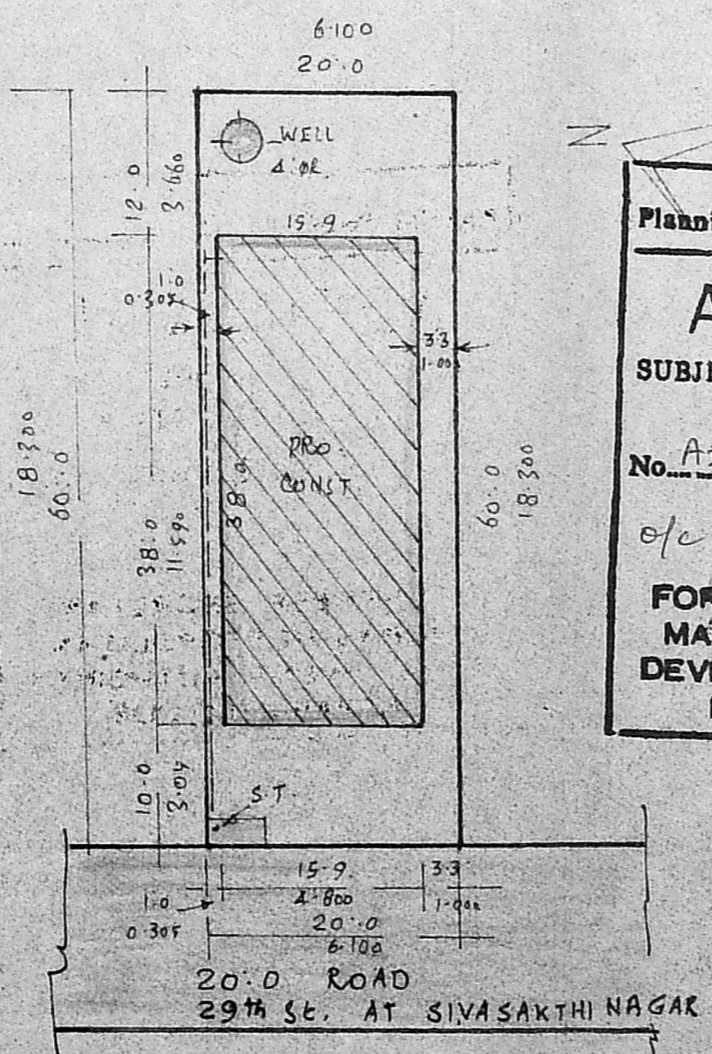 6·100
20'.0
WELL
4'.0R
N
12'.0
3·660
15'.9
1.0
0·305
3'.3
1·00
PRO.
CONST.
38'.0
18·300
60'.0
38'.0
11·590
60'.0
18·300
10'.0
3·05
S.T.
15'.9
3'.3
4·800
1·000
1.0
0·305
20'.0
6·100
20'.0 ROAD
29th St. AT SIVASAKTHI NAGAR
Planni
A
SUBJE
No....
o/c
FOR
MA
DEVE